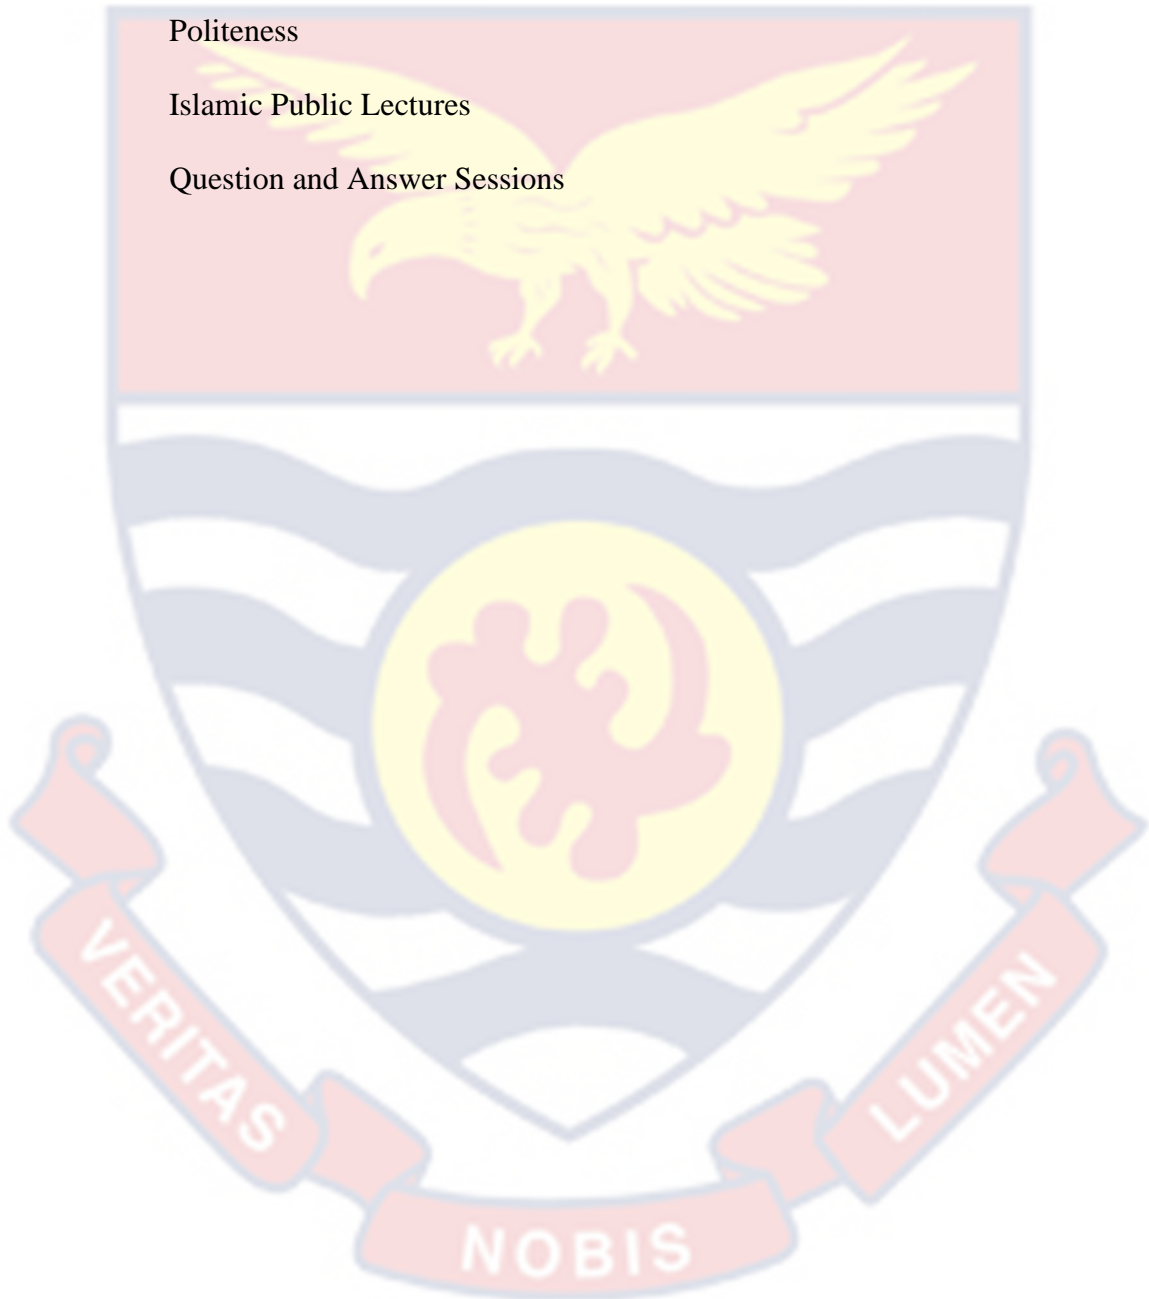 Politeness
Islamic Public Lectures
Question and Answer Sessions
VERITAS
NOBIS
LUMEN